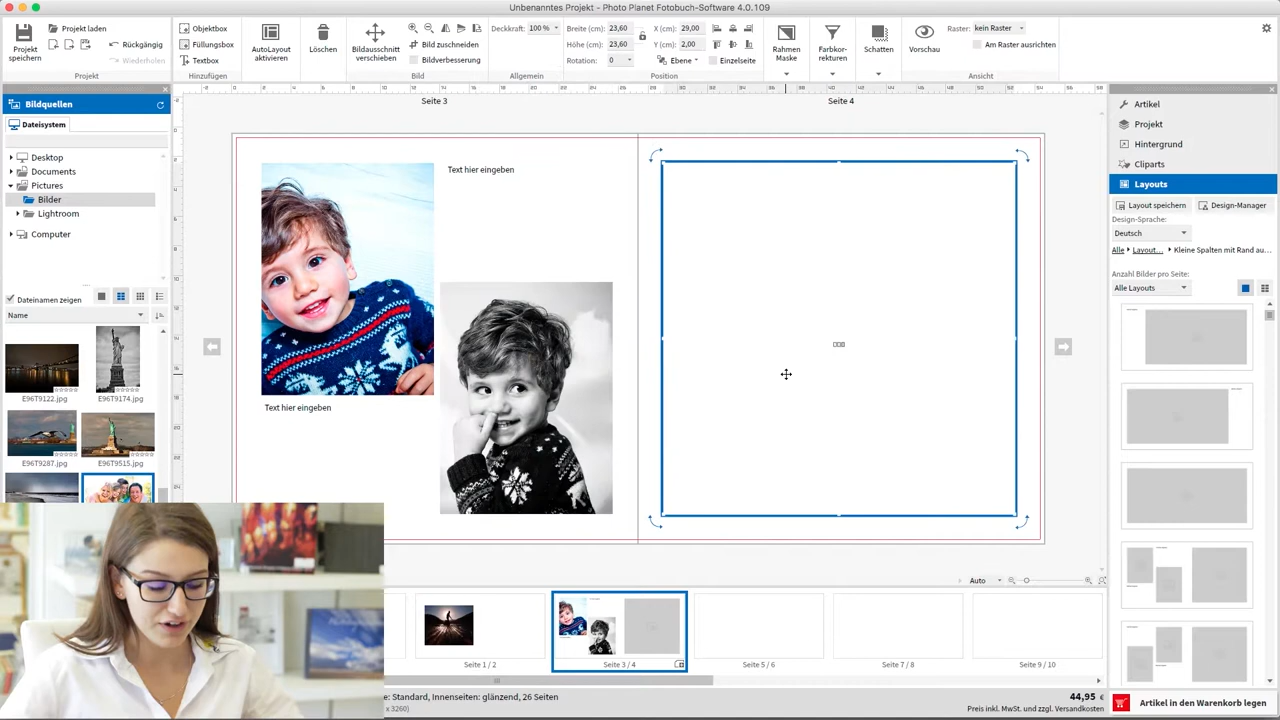 Unbenanntes Projekt - Photo Planet Fotobuch-Software 4.0.109
Projekt speichern
Projekt laden
Rückgängig
Wiederholen
Projekt
Objektbox
Füllungsbox
Textbox
Hinzufügen
AutoLayout aktivieren
Löschen
Bildausschnitt verschieben
Bild zuschneiden
Bildverbesserung
Bild
Deckkraft: 100 %
Allgemein
Breite (cm): 23,60
Höhe (cm): 23,60
Rotation: 0
X (cm): 29,00
Y (cm): 2,00
Ebene
Einzelseite
Position
Rahmen Maske
Farbkor-rekturen
Schatten
Vorschau
Raster: kein Raster
Am Raster ausrichten
Ansicht
Bildquellen
Dateisystem
Desktop
Documents
Pictures
Bilder
Lightroom
Computer
Dateinamen zeigen
Name
E96T9122.jpg
E96T9174.jpg
E96T9287.jpg
E96T9515.jpg
Seite 3
Seite 4
Text hier eingeben
Text hier eingeben
Artikel
Projekt
Hintergrund
Cliparts
Layouts
Layout speichern
Design-Manager
Design-Sprache:
Deutsch
Alle
Layout...
Kleine Spalten mit Rand au...
Anzahl Bilder pro Seite:
Alle Layouts
Auto
Seite 1 / 2
Seite 3 / 4
Seite 5 / 6
Seite 7 / 8
Seite 9 / 10
e: Standard, Innenseiten: glänzend, 26 Seiten
x 3260)
44,95 €
Preis inkl. MwSt. und zzgl. Versandkosten
Artikel in den Warenkorb legen